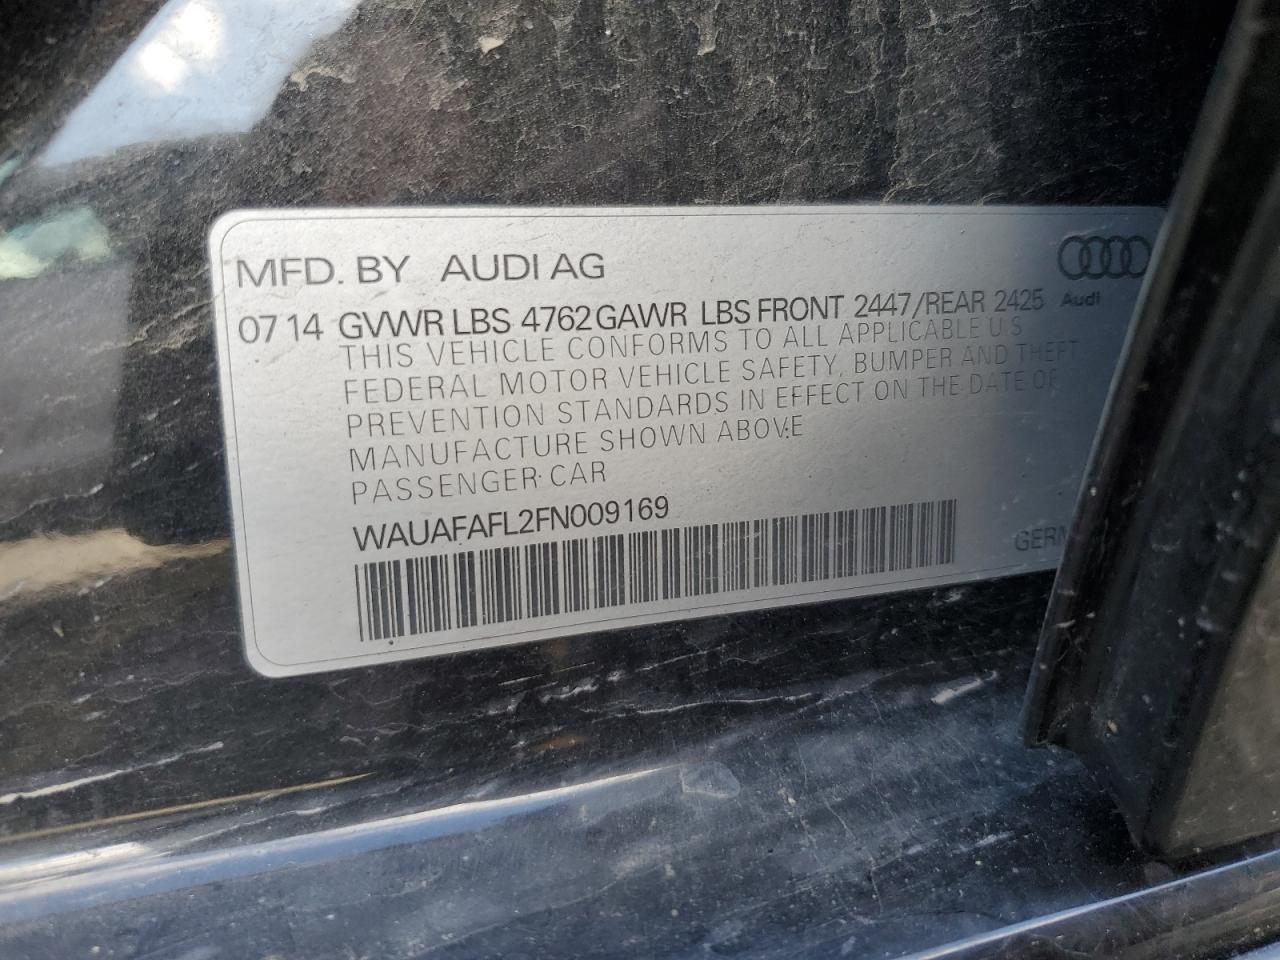 MFD. BY AUDI AG
Audi
07 14 GVWR LBS 4762 GAWR LBS FRONT 2447/REAR 2425
THIS VEHICLE CONFORMS TO ALL APPLICABLE U S
FEDERAL MOTOR VEHICLE SAFETY, BUMPER AND THEFT
PREVENTION STANDARDS IN EFFECT ON THE DATE OF
MANUFACTURE SHOWN ABOVE
PASSENGER CAR
WAUAFAFL2FN009169